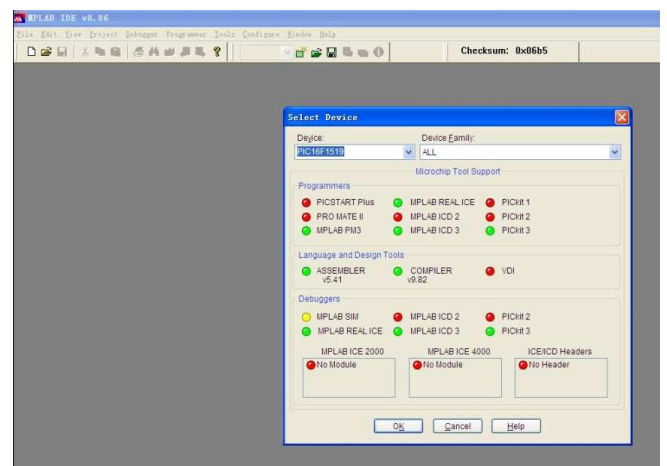 MPLAB IDE v8.86
File Edit View Project Debugger Programmer Tools Configure Window Help
Checksum: 0x06b5
Select Device
Device: Device Family:
PIC16F1519 ALL
Microchip Tool Support
Programmers
PICSTART Plus MPLAB REAL ICE PICkit 1
PRO MATE II MPLAB ICD 2 PICkit 2
MPLAB PM3 MPLAB ICD 3 PICkit 3
Language and Design Tools
ASSEMBLER COMPILER VDI
v5.41 v9.82
Debuggers
MPLAB SIM MPLAB ICD 2 PICkit 2
MPLAB REAL ICE MPLAB ICD 3 PICkit 3
MPLAB ICE 2000 MPLAB ICE 4000 ICE/ICD Headers
No Module No Module No Header
OK Cancel Help